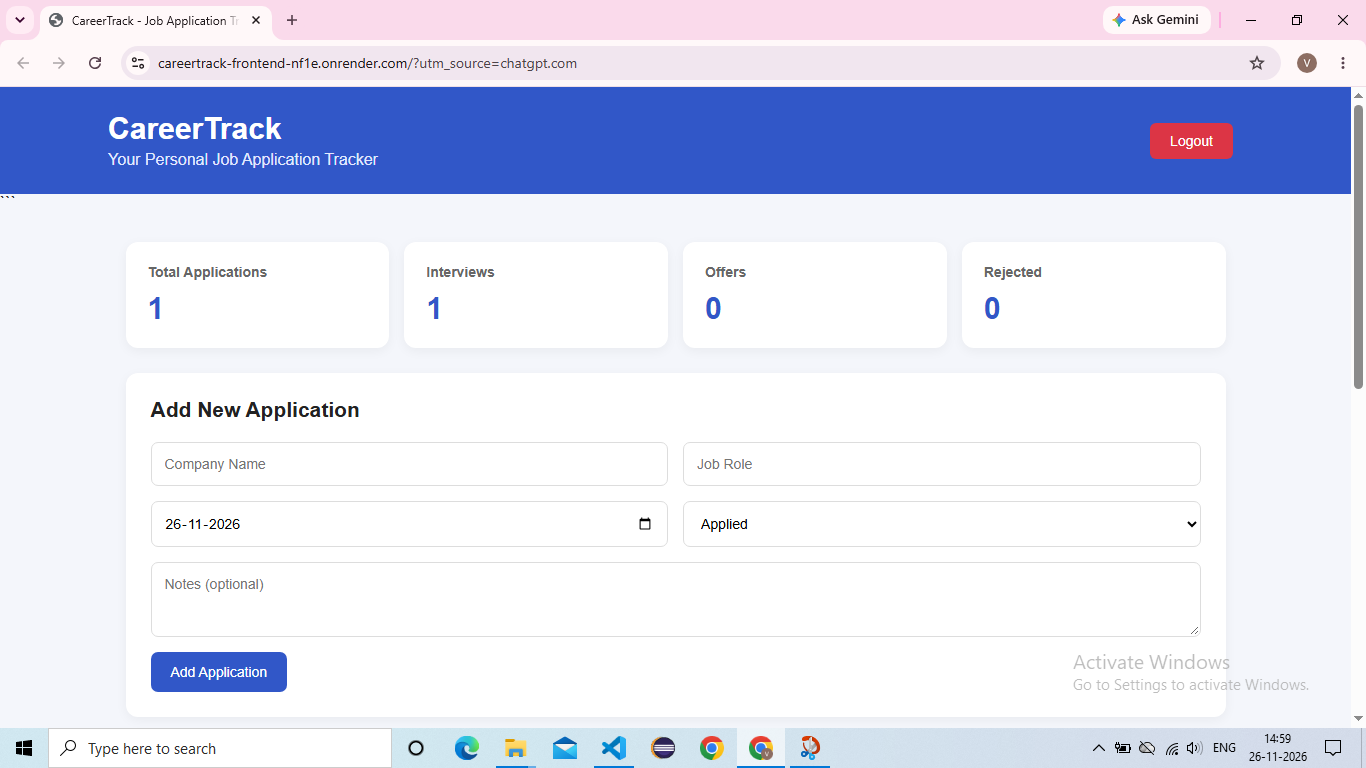 CareerTrack - Job Application Tr
Ask Gemini
careertrack-frontend-nf1e.onrender.com/?utm_source=chatgpt.com
V
CareerTrack
Your Personal Job Application Tracker
Logout
```
Total Applications
1
Interviews
1
Offers
0
Rejected
0
Add New Application
Company Name
Job Role
26-11-2026
Applied
Notes (optional)
Add Application
Activate Windows
Go to Settings to activate Windows.
Type here to search
ENG
14:59
26-11-2026